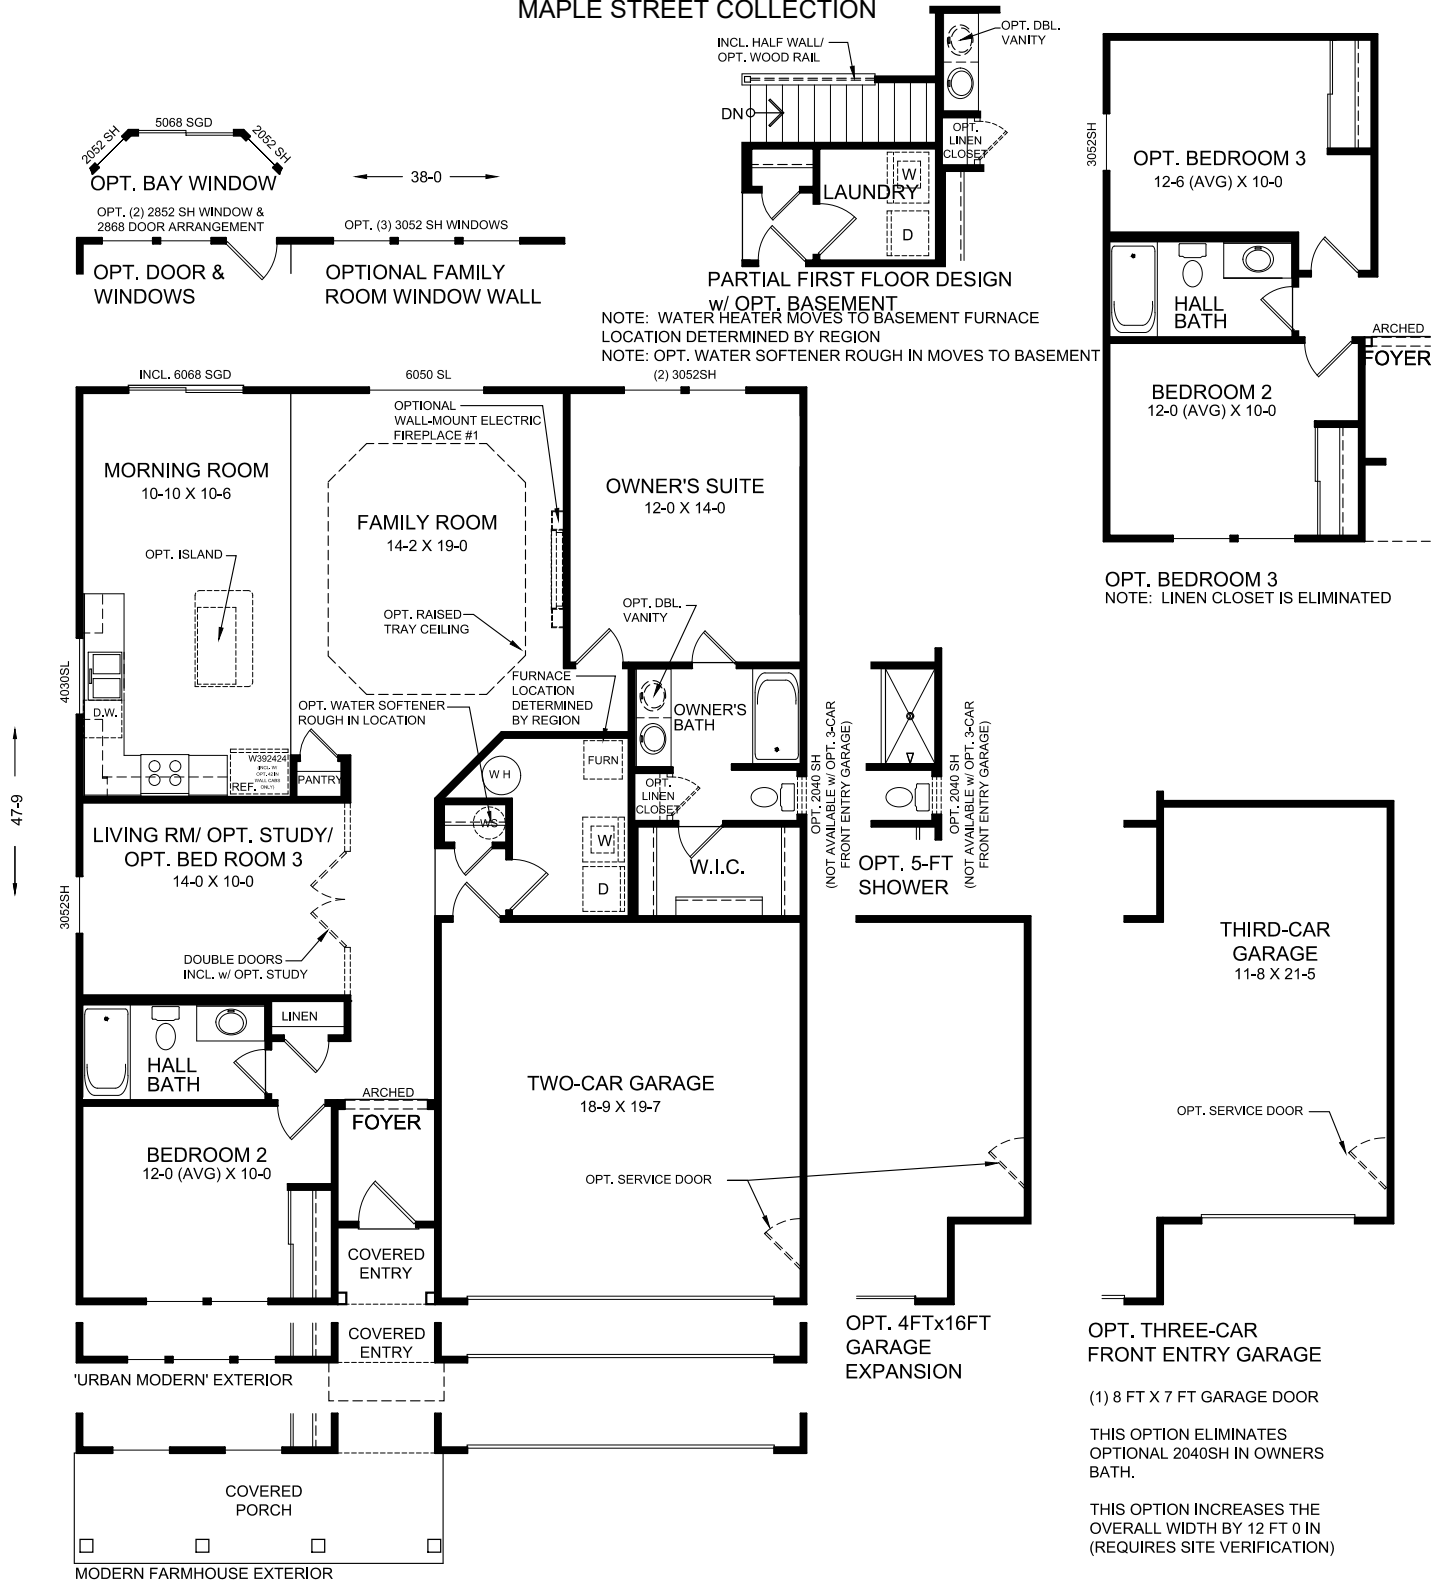 MAPLE STREET COLLECTION
5068 SGD
2052 SH
2052 SH
OPT. BAY WINDOW
38-0
OPT. (2) 2852 SH WINDOW &
2868 DOOR ARRANGEMENT
OPT. DOOR &
WINDOWS
OPT. (3) 3052 SH WINDOWS
OPTIONAL FAMILY
ROOM WINDOW WALL
INCL. HALF WALL/
OPT. WOOD RAIL
OPT. DBL.
VANITY
DN
OPT.
LINEN
CLOSET
LAUNDRY
W
D
PARTIAL FIRST FLOOR DESIGN
w/ OPT. BASEMENT
NOTE: WATER HEATER MOVES TO BASEMENT FURNACE
LOCATION DETERMINED BY REGION
NOTE: OPT. WATER SOFTENER ROUGH IN MOVES TO BASEMENT
3052SH
OPT. BEDROOM 3
12-6 (AVG) X 10-0
HALL
BATH
ARCHED
FOYER
BEDROOM 2
12-0 (AVG) X 10-0
OPT. BEDROOM 3
NOTE: LINEN CLOSET IS ELIMINATED
INCL. 6068 SGD
6050 SL
(2) 3052SH
OPTIONAL
WALL-MOUNT ELECTRIC
FIREPLACE #1
MORNING ROOM
10-10 X 10-6
OPT. ISLAND
FAMILY ROOM
14-2 X 19-0
OPT. RAISED
TRAY CEILING
OWNER'S SUITE
12-0 X 14-0
OPT. DBL.
VANITY
4030SL
D.W.
OPT. WATER SOFTENER
ROUGH IN LOCATION
FURNACE
LOCATION
DETERMINED
BY REGION
OWNER'S
BATH
W392424
(INCL. W/
OPT. 42 IN
WALL CABS
ONLY)
REF.
PANTRY
W H
FURN
WS
W
D
OPT.
LINEN
CLOSET
W.I.C.
OPT. 2040 SH
(NOT AVAILABLE w/ OPT. 3-CAR
FRONT ENTRY GARAGE)
OPT. 2040 SH
(NOT AVAILABLE w/ OPT. 3-CAR
FRONT ENTRY GARAGE)
OPT. 5-FT
SHOWER
47-9
LIVING RM/ OPT. STUDY/
OPT. BED ROOM 3
14-0 X 10-0
3052SH
DOUBLE DOORS
INCL. w/ OPT. STUDY
LINEN
HALL
BATH
ARCHED
FOYER
BEDROOM 2
12-0 (AVG) X 10-0
TWO-CAR GARAGE
18-9 X 19-7
OPT. SERVICE DOOR
THIRD-CAR
GARAGE
11-8 X 21-5
OPT. SERVICE DOOR
COVERED
ENTRY
COVERED
ENTRY
'URBAN MODERN' EXTERIOR
COVERED
PORCH
MODERN FARMHOUSE EXTERIOR
OPT. 4FTx16FT
GARAGE
EXPANSION
OPT. THREE-CAR
FRONT ENTRY GARAGE
(1) 8 FT X 7 FT GARAGE DOOR
THIS OPTION ELIMINATES
OPTIONAL 2040SH IN OWNERS
BATH.
THIS OPTION INCREASES THE
OVERALL WIDTH BY 12 FT 0 IN
(REQUIRES SITE VERIFICATION)